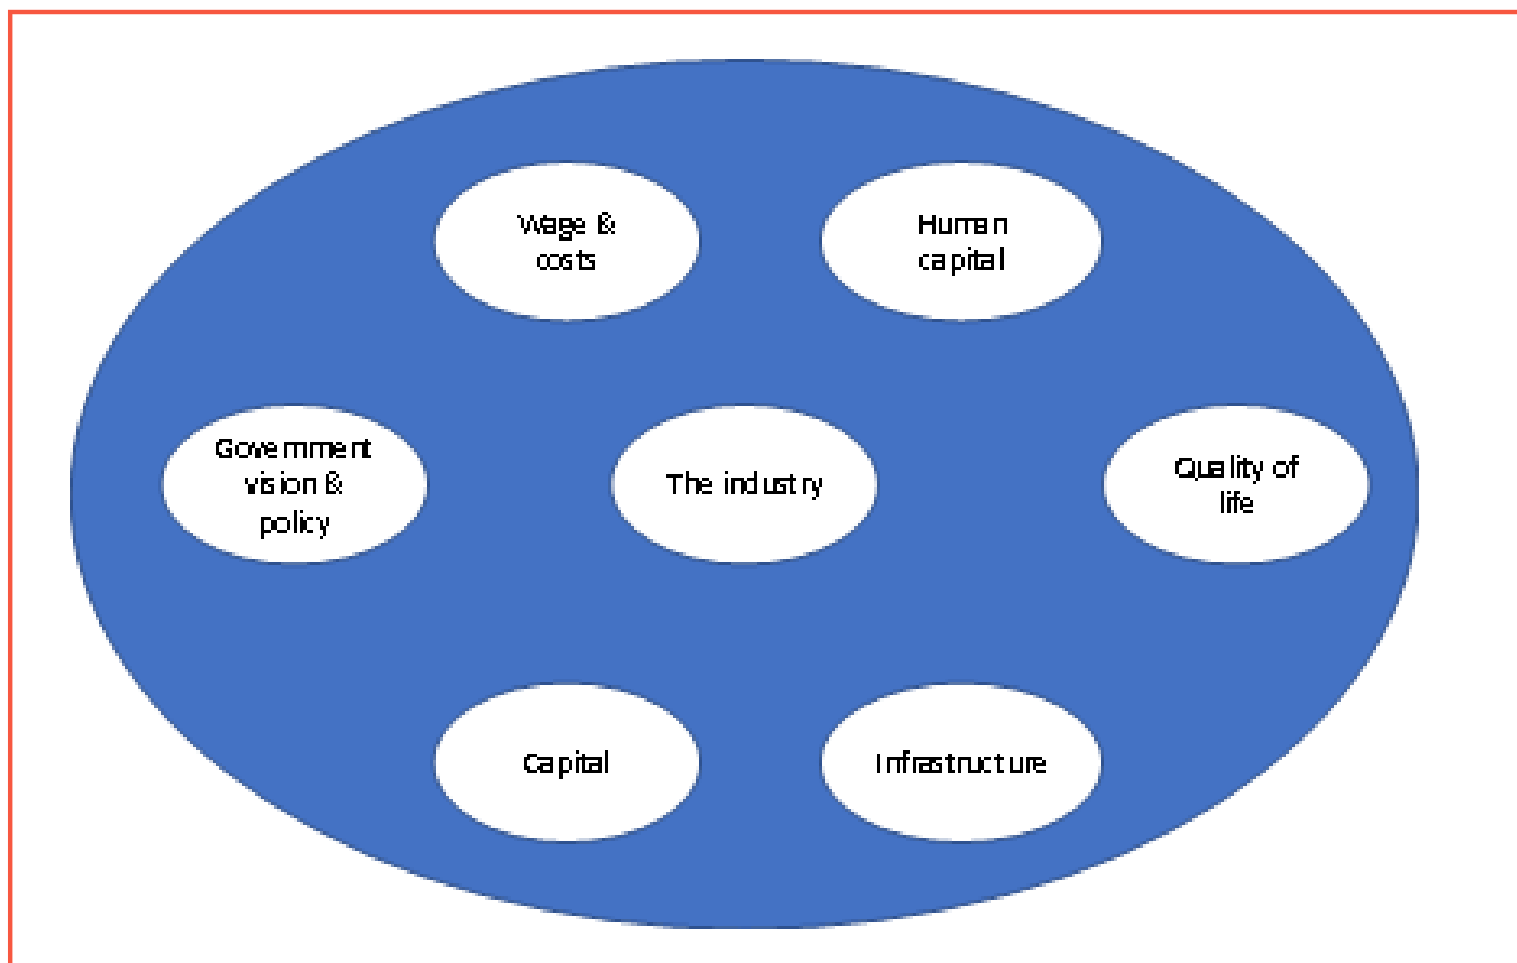 Wage &
costs
Human
capital
Government
vision &
policy
The industry
Quality of
life
Capital
Infrastructure